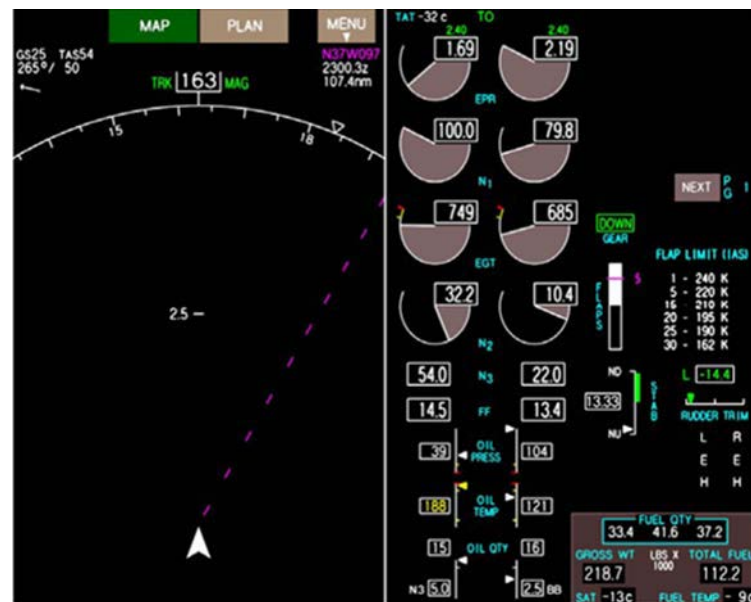 MAP PLAN MENU
GS25 TAS54
265°/ 50
TRK 163 MAG
N37W097
2300.3z
107.4nm
15
18
2.5
TAT -32 c TO
2.40 2.40
1.69 2.19
EPR
100.0 79.8
N1
749 685
EGT
32.2 10.4
N2
54.0 N3 22.0
14.5 FF 13.4
39 OIL PRESS 104
188 OIL TEMP 121
15 OIL QTY 16
N3 5.0 2.5 BB
NEXT PG 1
DOWN
GEAR
FLAPS
5
FLAP LIMIT (IAS)
1 - 240 K
5 - 220 K
15 - 210 K
20 - 195 K
25 - 190 K
30 - 162 K
ND
13.33
NU
STAB
L -14.4
RUDDER TRIM
L R
E E
H H
FUEL QTY
33.4 41.6 37.2
GROSS WT LBS X 1000 TOTAL FUEL
218.7 112.2
SAT -13c FUEL TEMP - 9c